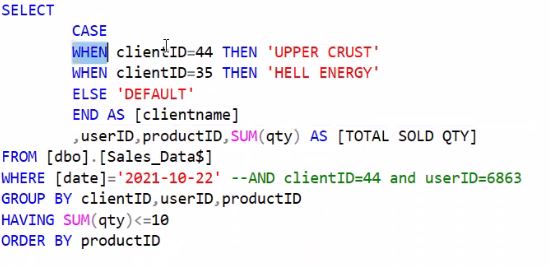 SELECT
CASE
WHEN clientID=44 THEN 'UPPER CRUST'
WHEN clientID=35 THEN 'HELL ENERGY'
ELSE 'DEFAULT'
END AS [clientname]
,userID,productID,SUM(qty) AS [TOTAL SOLD QTY]
FROM [dbo].[Sales_Data$]
WHERE [date]='2021-10-22' --AND clientID=44 and userID=6863
GROUP BY clientID,userID,productID
HAVING SUM(qty)<=10
ORDER BY productID